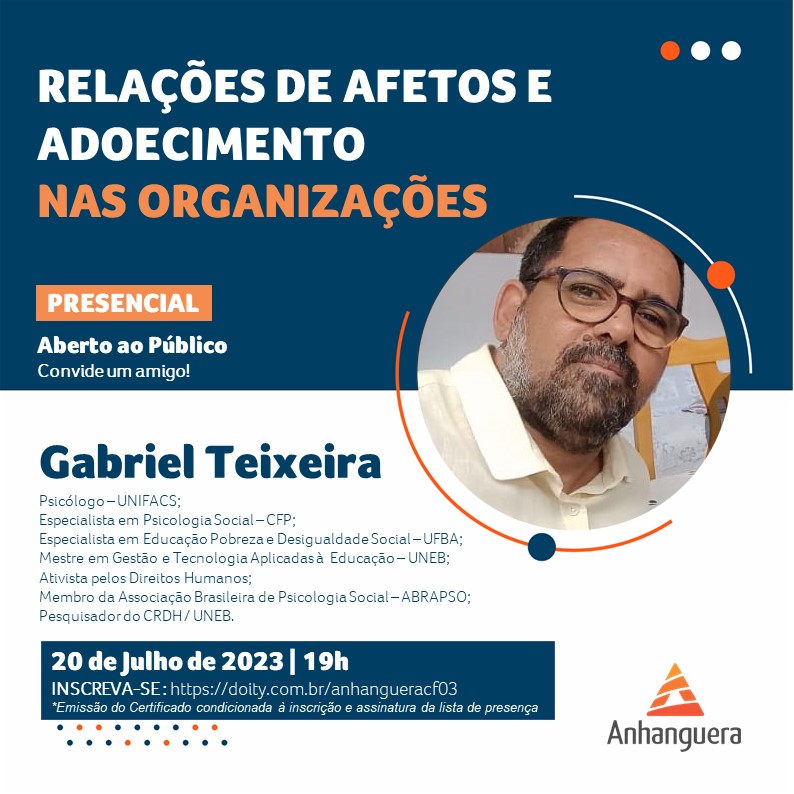 RELAÇÕES DE AFETOS E
ADOECIMENTO
NAS ORGANIZAÇÕES
PRESENCIAL
Aberto ao Público
Convide um amigo!
Gabriel Teixeira
Psicólogo – UNIFACS;
Especialista em Psicologia Social – CFP;
Especialista em Educação Pobreza e Desigualdade Social – UFBA;
Mestre em Gestão e Tecnologia Aplicadas à Educação – UNEB;
Ativista pelos Direitos Humanos;
Membro da Associação Brasileira de Psicologia Social – ABRAPSO;
Pesquisador do CRDH / UNEB.
20 de Julho de 2023 | 19h
INSCREVA-SE : https://doity.com.br/anhangueracf03
*Emissão do Certificado condicionada à inscrição e assinatura da lista de presença
Anhanguera